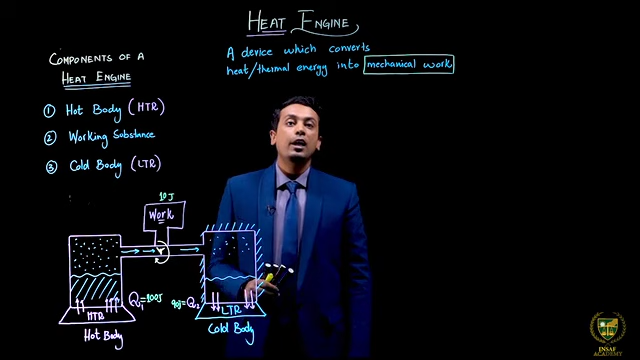 HEAT ENGINE
A device which converts
heat/thermal energy into mechanical work
COMPONENTS OF A
HEAT ENGINE
① Hot Body (HTR)
② Working Substance
③ Cold Body (LTR)
10J
Work
Q₁=100J
90J=Q₂
HTR
LTR
Hot Body
Cold Body
INSAF
ACADEMY